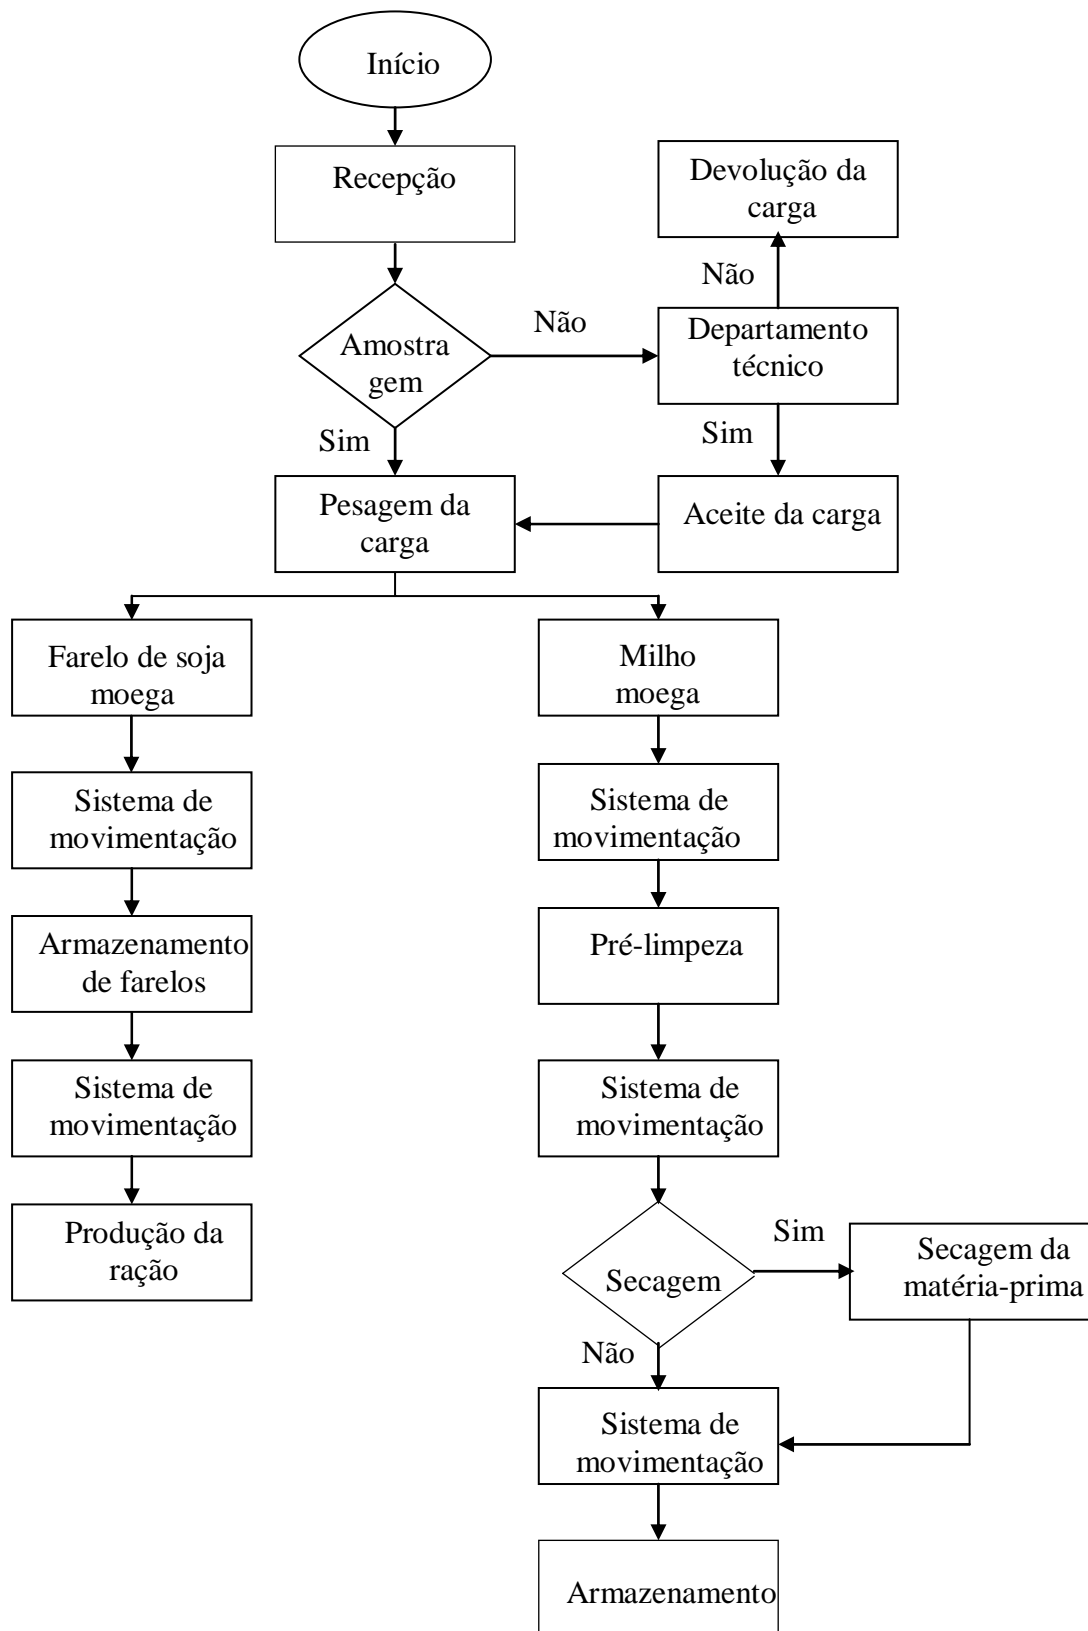 Início
Recepção
Devolução da
carga
Não
Não
Departamento
técnico
Amostra
gem
Sim
Sim
Pesagem da
carga
Aceite da carga
Farelo de soja
moega
Milho
moega
Sistema de
movimentação
Sistema de
movimentação
Armazenamento
de farelos
Pré-limpeza
Sistema de
movimentação
Sistema de
movimentação
Produção da
ração
Secagem
Sim
Secagem da
matéria-prima
Não
Sistema de
movimentação
Armazenamento